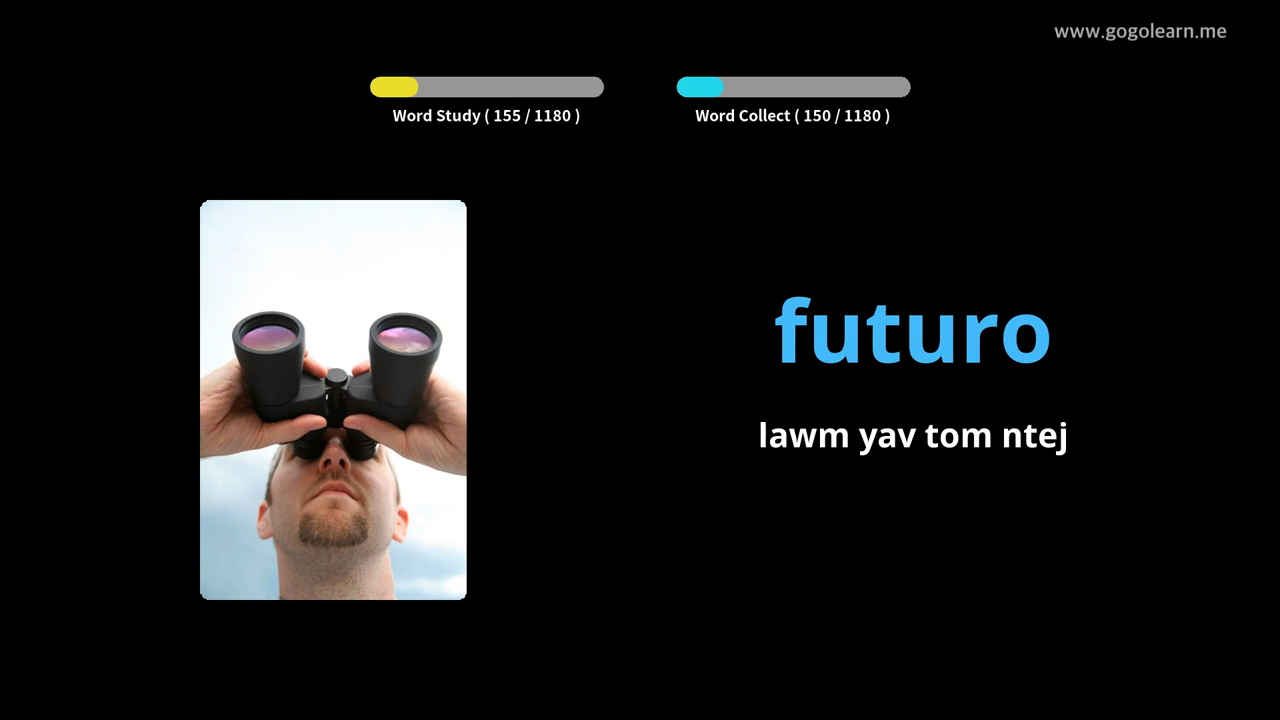 www.gogolearn.me
Word Study ( 155 / 1180 )
Word Collect ( 150 / 1180 )
futuro
lawm yav tom ntej